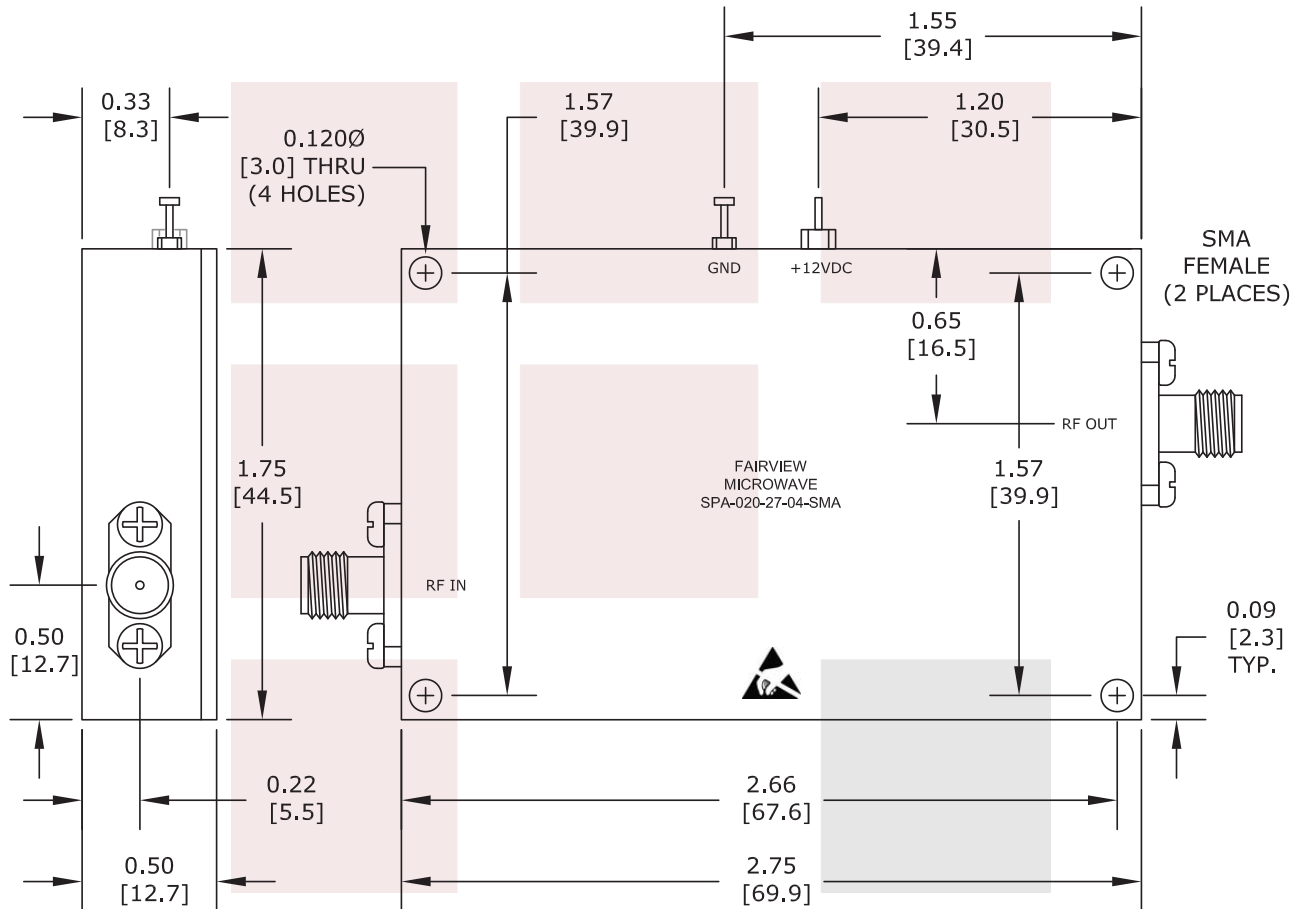 1.55
[39.4]
0.33
[8.3]
1.57
[39.9]
1.20
[30.5]
0.120Ø
[3.0] THRU
(4 HOLES)
SMA
FEMALE
(2 PLACES)
GND
+12VDC
0.65
[16.5]
RF OUT
1.75
[44.5]
FAIRVIEW
MICROWAVE
SPA-020-27-04-SMA
1.57
[39.9]
RF IN
0.50
[12.7]
0.09
[2.3]
TYP.
0.22
[5.5]
2.66
[67.6]
0.50
[12.7]
2.75
[69.9]